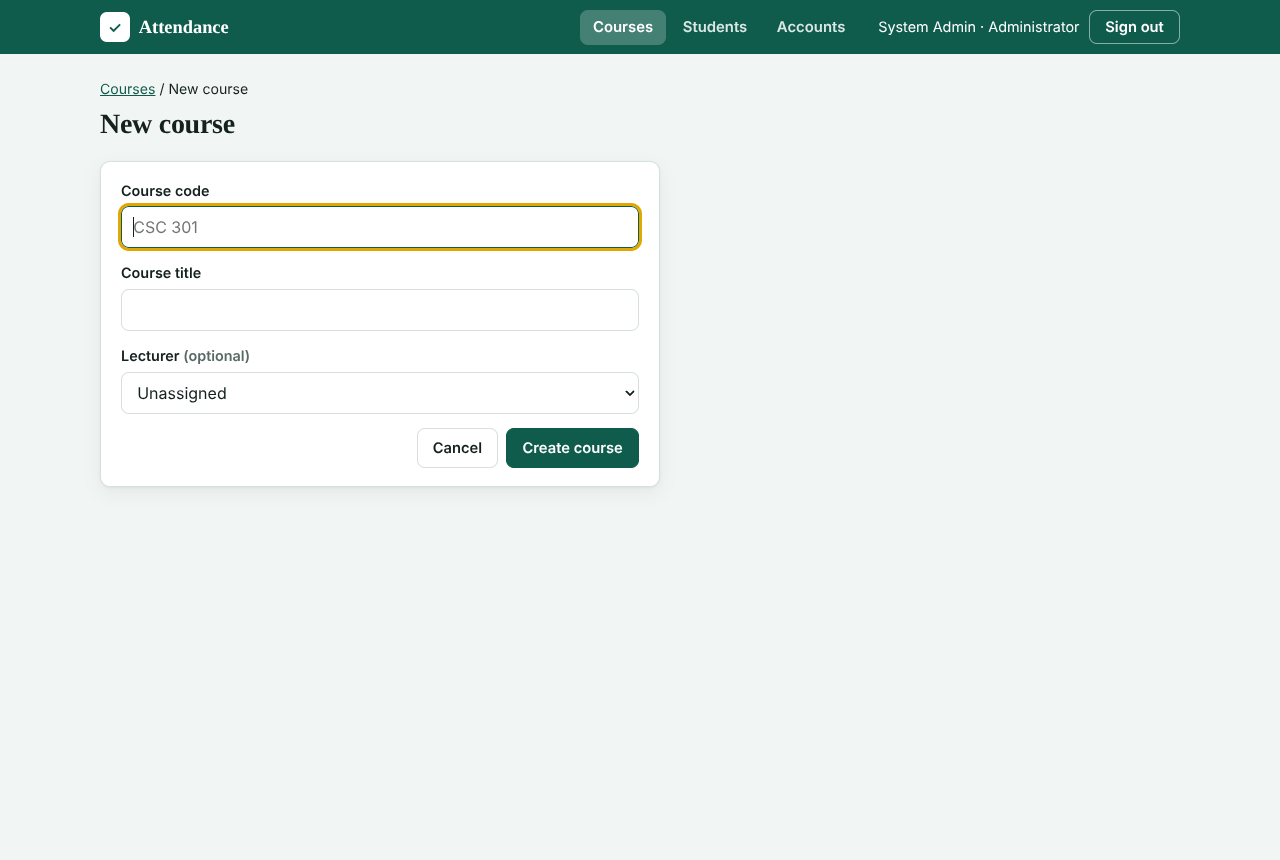 Attendance
Courses Students Accounts System Admin · Administrator Sign out
Courses / New course
New course
Course code
CSC 301
Course title
Lecturer (optional)
Unassigned
Cancel Create course